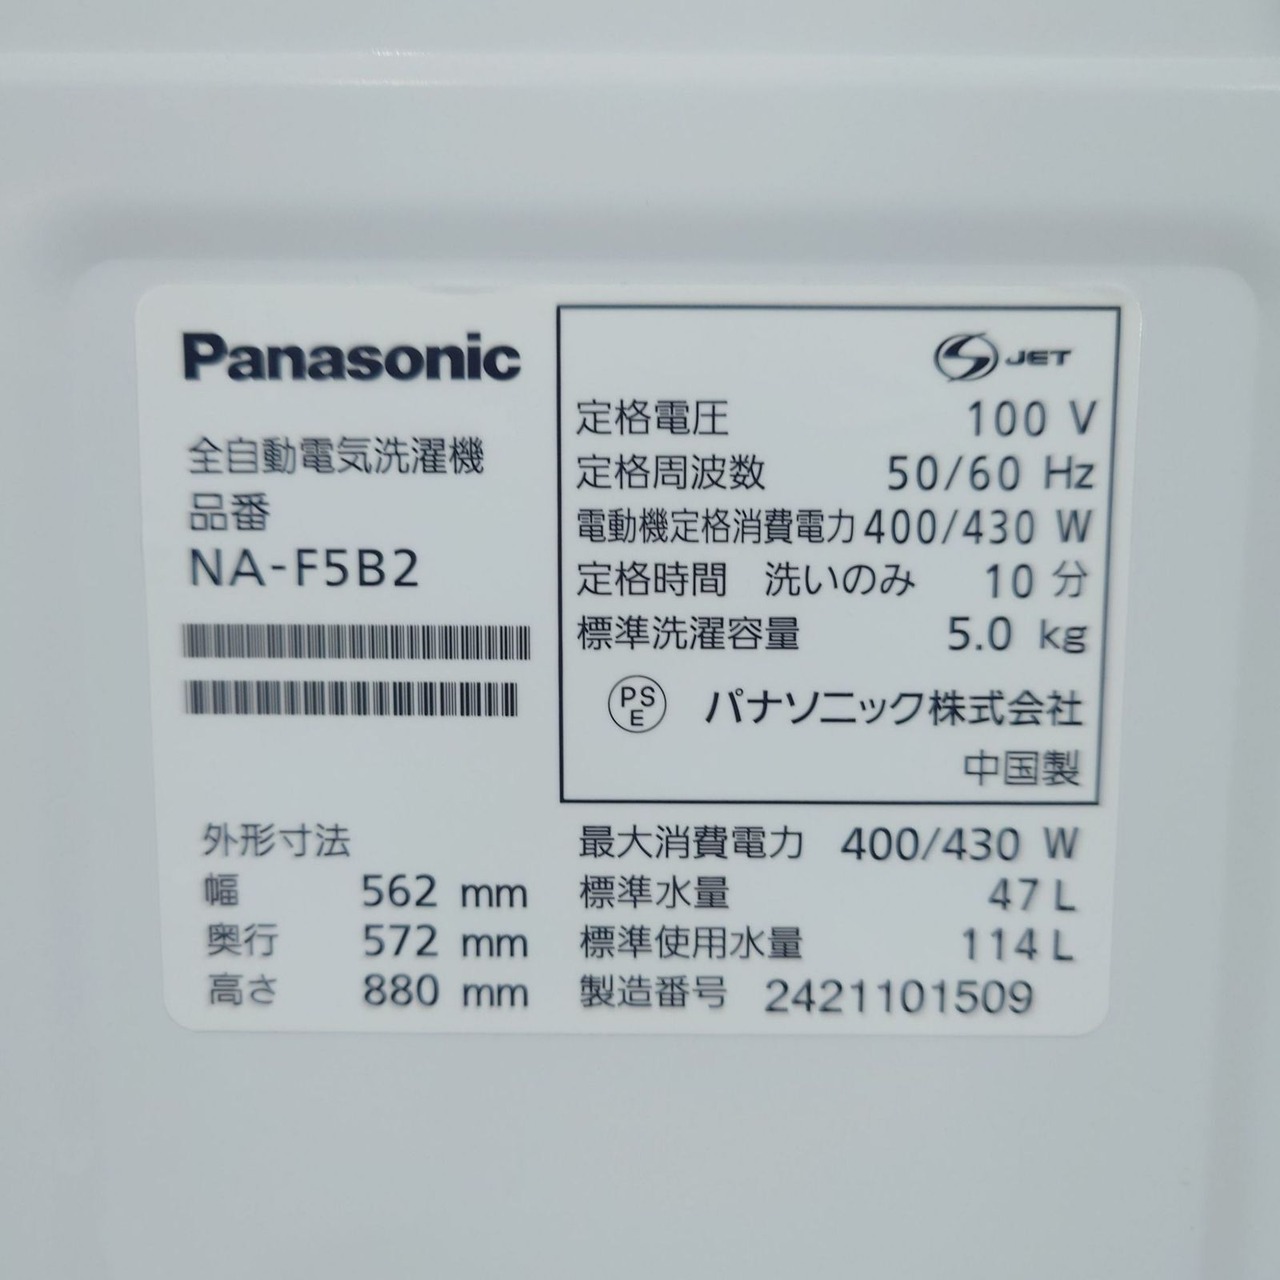 Panasonic
全自動電気洗濯機
品番
NA-F5B2
S JET
定格電圧 100 V
定格周波数 50/60 Hz
電動機定格消費電力 400/430 W
定格時間 洗いのみ 10 分
標準洗濯容量 5.0 kg
PS E パナソニック株式会社
中国製
外形寸法
幅 562 mm
奥行 572 mm
高さ 880 mm
最大消費電力 400/430 W
標準水量 47 L
標準使用水量 114 L
製造番号 2421101509